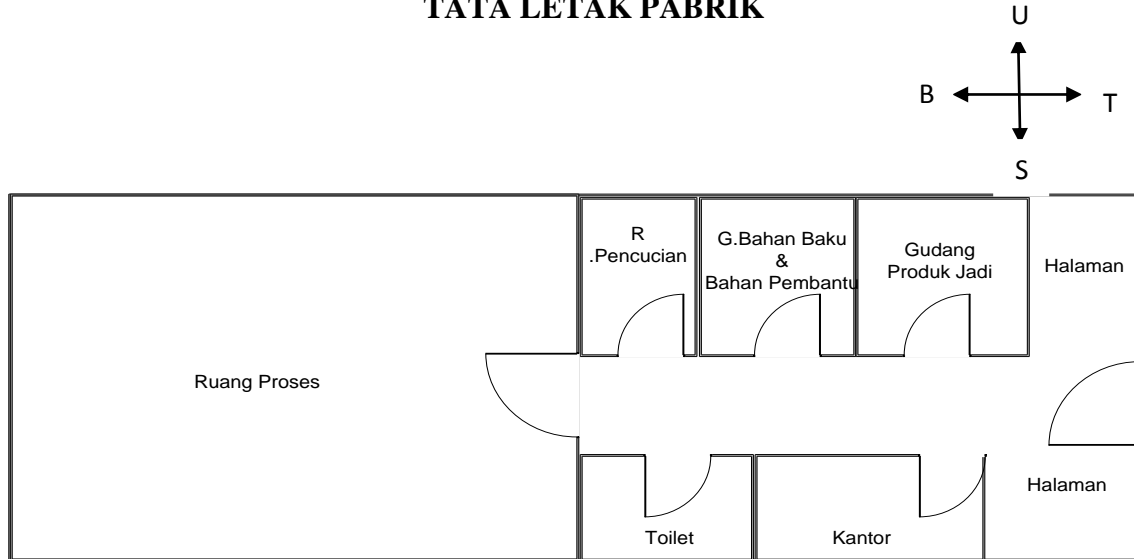 TATA LETAK PABRIK
U
B
T
S
R
.Pencucian
G.Bahan Baku
&
Bahan Pembantu
Gudang
Produk Jadi
Halaman
Ruang Proses
Halaman
Toilet
Kantor